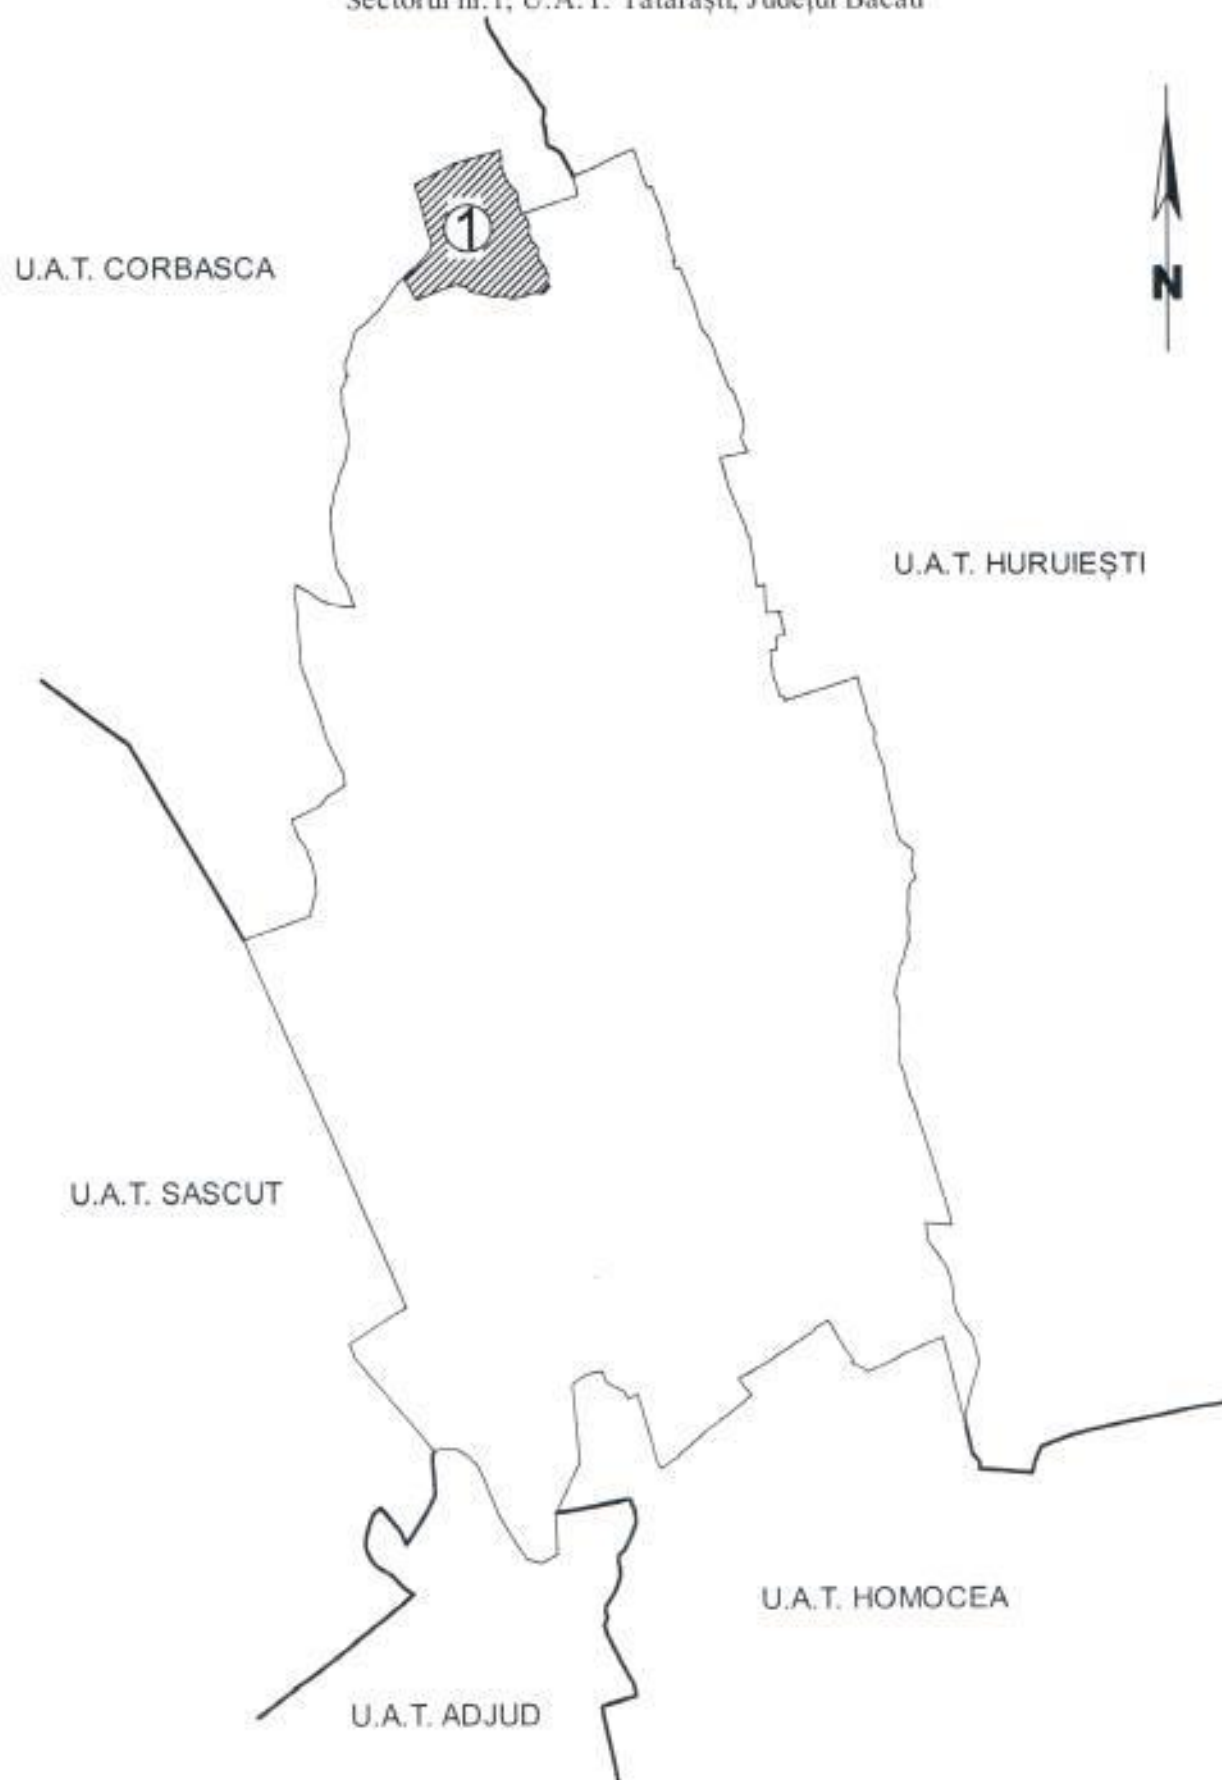 Sectorul nr.1, U.A.T. Tătărăști, Județul Bacău
1
U.A.T. CORBASCA
N
U.A.T. HURUIEȘTI
U.A.T. SASCUT
U.A.T. HOMOCEA
U.A.T. ADJUD